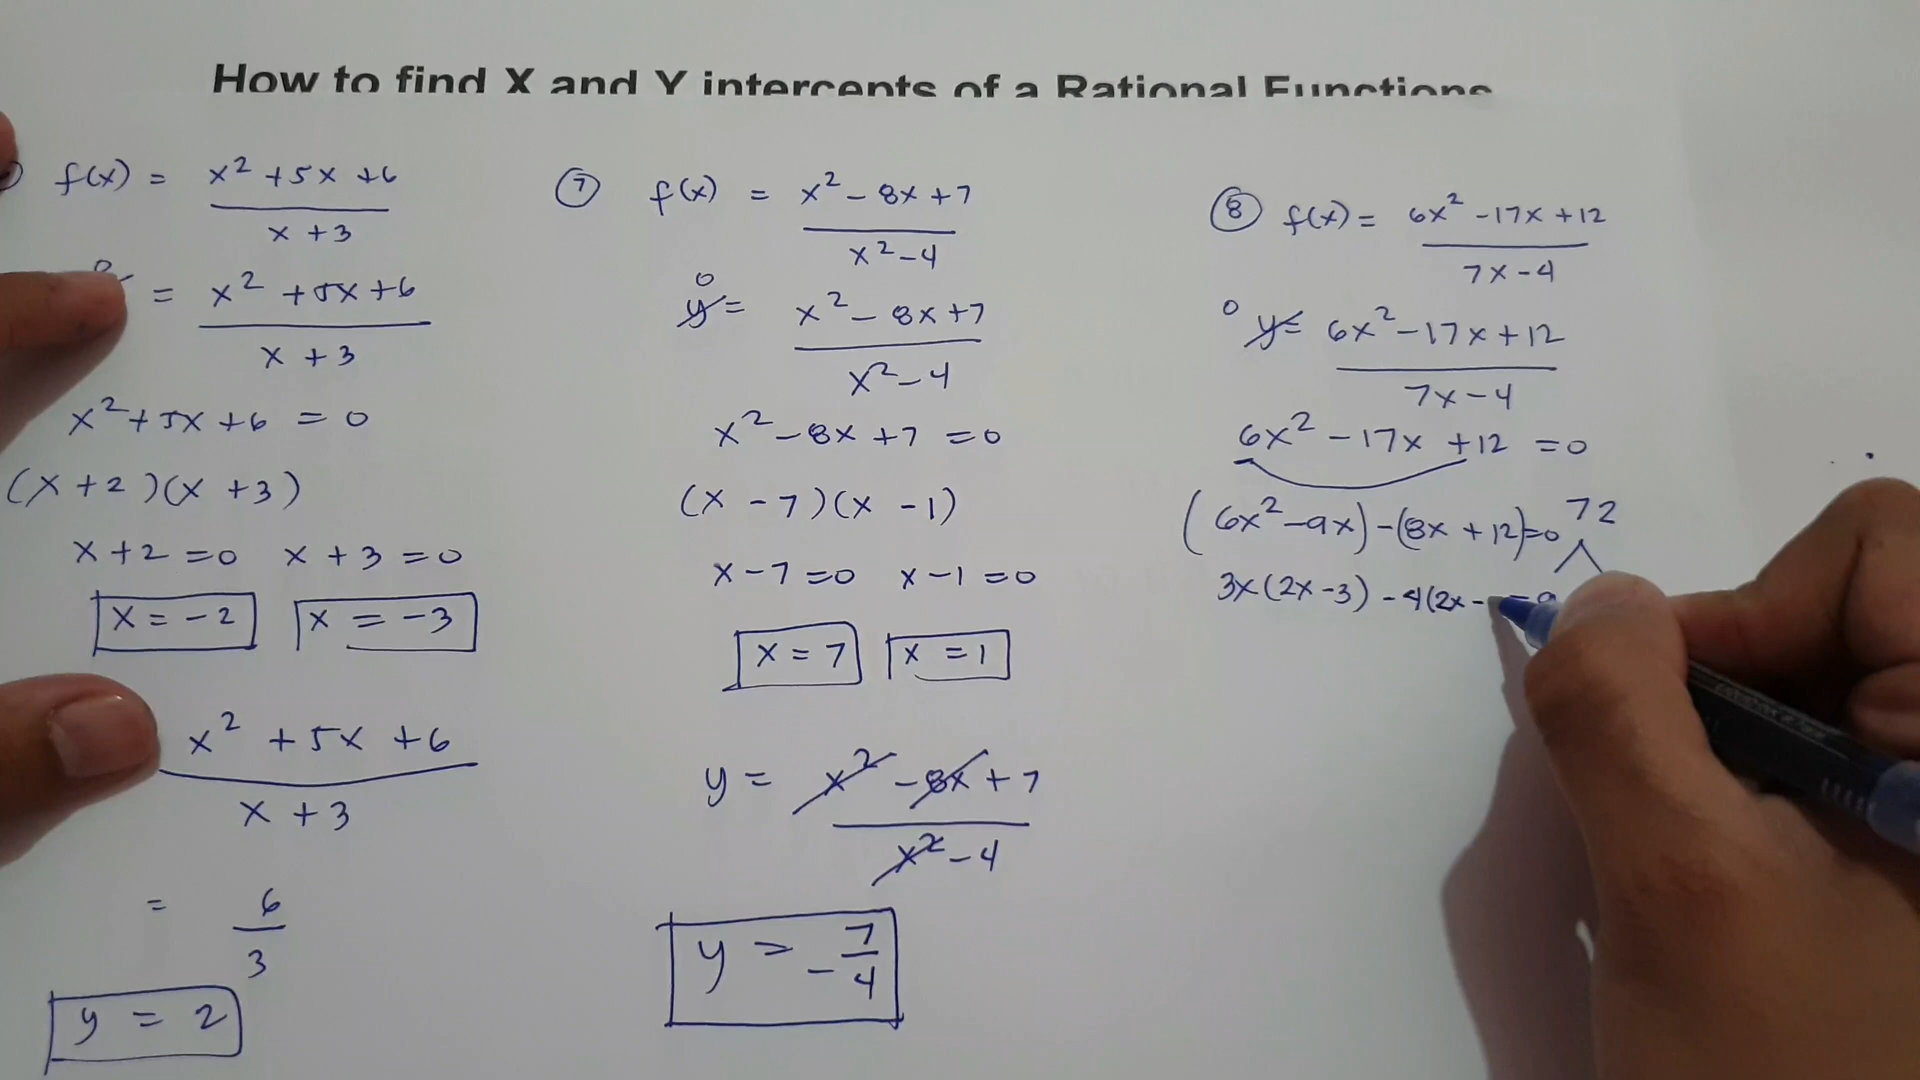 How to find X and Y intercepts of a Rational Functions
f(x) = x² + 5x + 6
x + 3
0
= x² + 5x + 6
x + 3
x² + 5x + 6 = 0
(x + 2)(x + 3)
x + 2 = 0 x + 3 = 0
x = -2 x = -3
x² + 5x + 6
x + 3
= 6
3
y = 2
7 f(x) = x² - 8x + 7
x² - 4
0
y = x² - 8x + 7
x² - 4
x² - 8x + 7 = 0
(x - 7)(x - 1)
x - 7 = 0 x - 1 = 0
x = 7 x = 1
y = x² - 8x + 7
x² - 4
y = - 7
4
8 f(x) = 6x² - 17x + 12
7x - 4
0
y = 6x² - 17x + 12
7x - 4
6x² - 17x + 12 = 0
72
(6x² - 9x) - (8x + 12) = 0
3x(2x - 3) - 4(2x - = 0